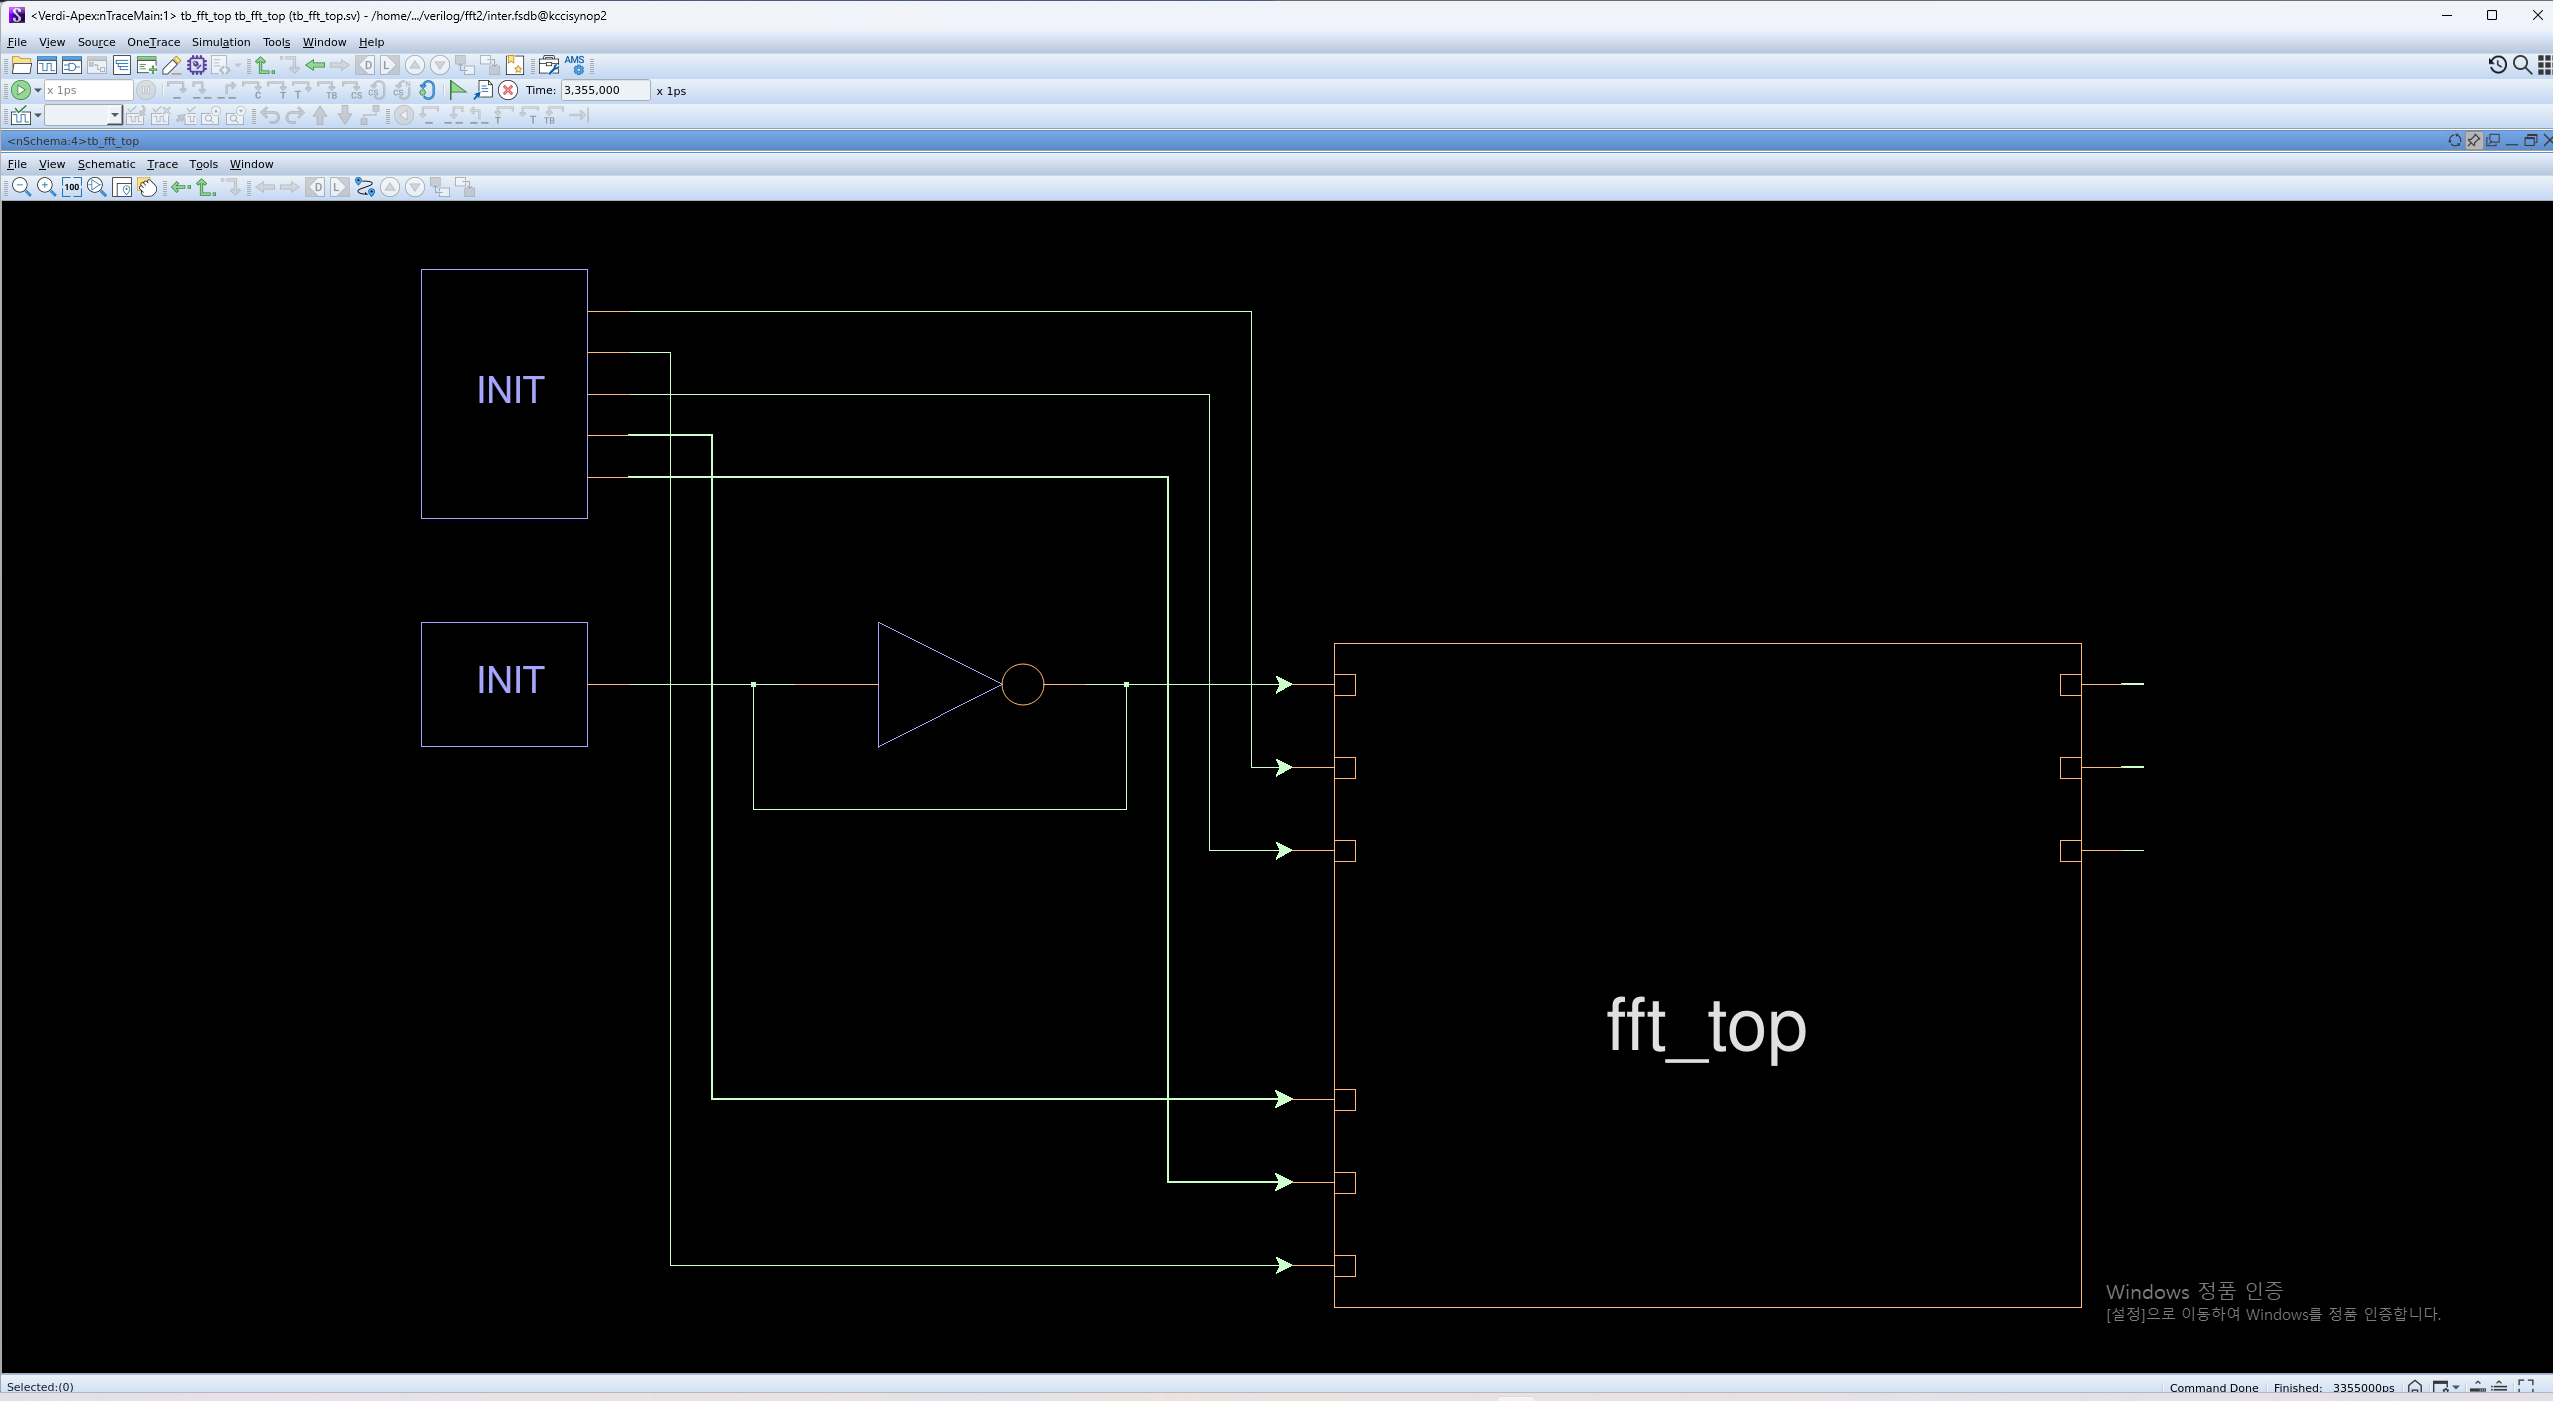 <Verdi-Apex:nTraceMain:1> tb_fft_top tb_fft_top (tb_fft_top.sv) - /home/.../verilog/fft2/inter.fsdb@kccisynop2
File View Source OneTrace Simulation Tools Window Help
AMS
x 1ps Time: 3,355,000 x 1ps
<nSchema:4>tb_fft_top
File View Schematic Trace Tools Window
100 D L
INIT
INIT
fft_top
Windows 정품 인증
[설정]으로 이동하여 Windows를 정품 인증합니다.
Selected:(0) Command Done Finished: 3355000ps